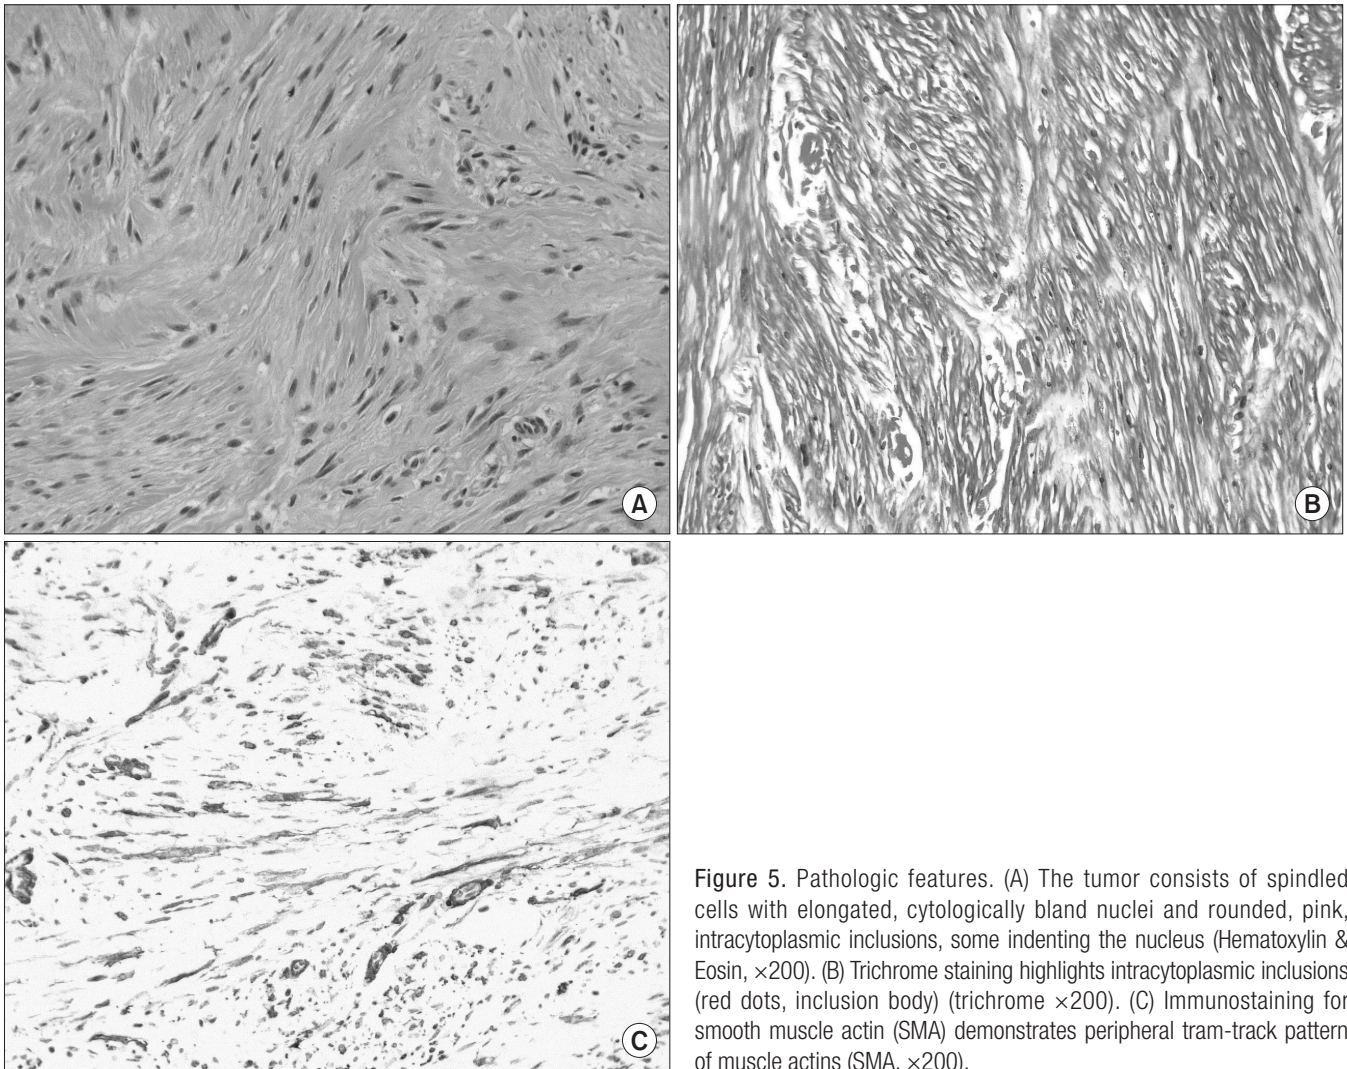 A
B
C
Figure 5. Pathologic features. (A) The tumor consists of spindled
cells with elongated, cytologically bland nuclei and rounded, pink,
intracytoplasmic inclusions, some indenting the nucleus (Hematoxylin &
Eosin, ×200). (B) Trichrome staining highlights intracytoplasmic inclusions
(red dots, inclusion body) (trichrome ×200). (C) Immunostaining for
smooth muscle actin (SMA) demonstrates peripheral tram-track pattern
of muscle actins (SMA, ×200).